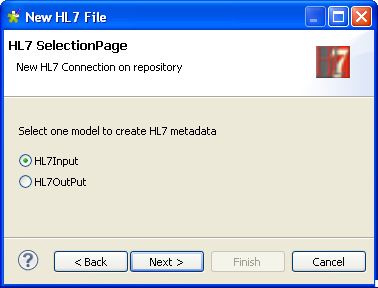 New HL7 File
HL7 SelectionPage
New HL7 Connection on repository
H7
Select one model to create HL7 metadata
HL7Input
HL7OutPut
?
< Back
Next >
Finish
Cancel